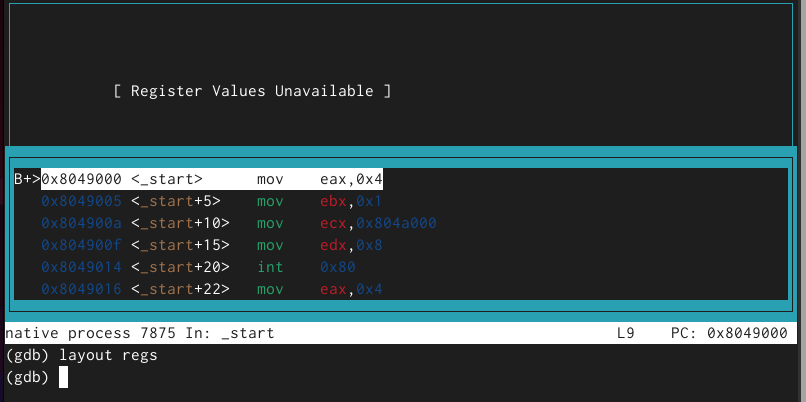 [ Register Values Unavailable ]
B+>0x8049000 <_start> mov eax,0x4
0x8049005 <_start+5> mov ebx,0x1
0x804900a <_start+10> mov ecx,0x804a000
0x804900f <_start+15> mov edx,0x8
0x8049014 <_start+20> int 0x80
0x8049016 <_start+22> mov eax,0x4
native process 7875 In: _start L9 PC: 0x8049000
(gdb) layout regs
(gdb)